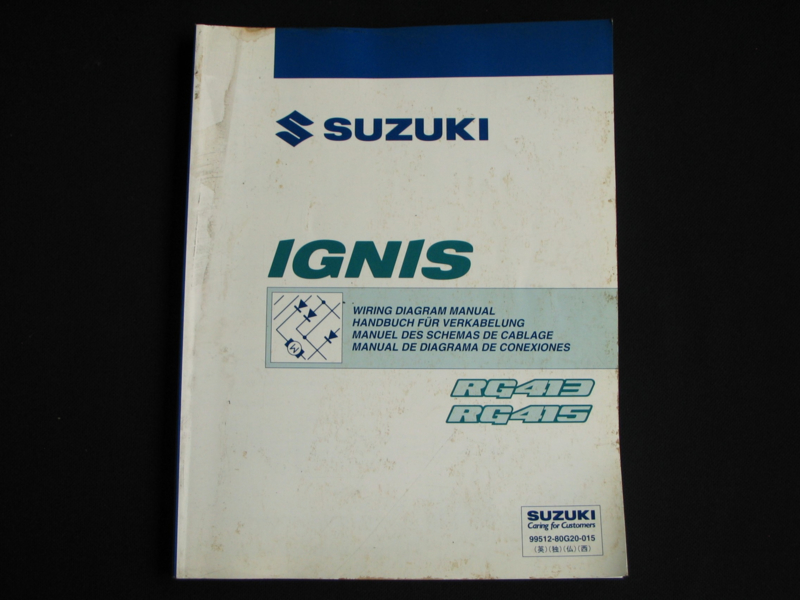 SUZUKI
IGNIS
WIRING DIAGRAM MANUAL
HANDBUCH FÜR VERKABELUNG
MANUEL DES SCHEMAS DE CABLAGE
MANUAL DE DIAGRAMA DE CONEXIONES
M
RG413
RG415
SUZUKI
Caring for Customers
99512-80G20-015
(英)(独)(仏)(西)